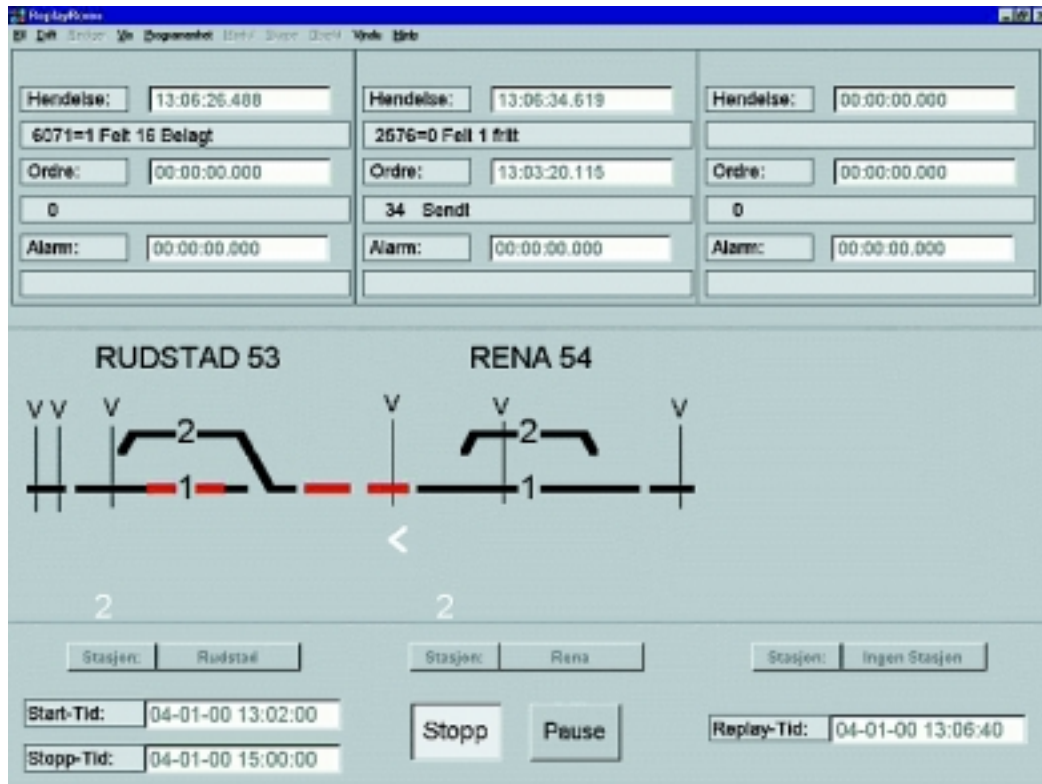 ReplayRoros
Drift Vis Programenhet Vindu Hjelp
Hendelse: 13:06:26.488
6071=1 Felt 16 Belagt
Ordre: 00:00:00.000
0
Alarm: 00:00:00.000
Hendelse: 13:06:34.619
2576=0 Felt 1 fritt
Ordre: 13:03:20.115
34 Sendt
Alarm: 00:00:00.000
Hendelse: 00:00:00.000
Ordre: 00:00:00.000
0
Alarm: 00:00:00.000
RUDSTAD 53 RENA 54
V V V V V V
2 2
1 1
<
2 2
Stasjon: Rudstad Stasjon: Rena Stasjon: Ingen Stasjon
Start-Tid: 04-01-00 13:02:00
Stopp-Tid: 04-01-00 15:00:00
Stopp Pause
Replay-Tid: 04-01-00 13:06:40